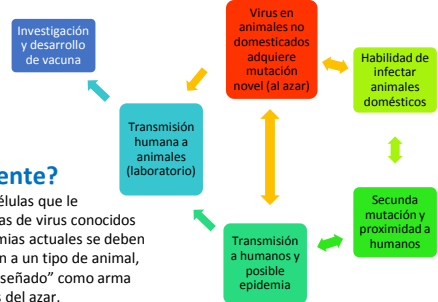 Investigación
y desarrollo
de vacuna
Virus en
animales no
domesticados
adquiere
mutación
novel (al azar)
Habilidad de
infectar
animales
domésticos
Transmisión
humana a
animales
(laboratorio)
ente?
élulas que le
as de virus conocidos
mias actuales se deben
n a un tipo de animal,
señado” como arma
s del azar.
Transmisión
a humanos y
posible
epidemia
Secunda
mutación y
proximidad a
humanos